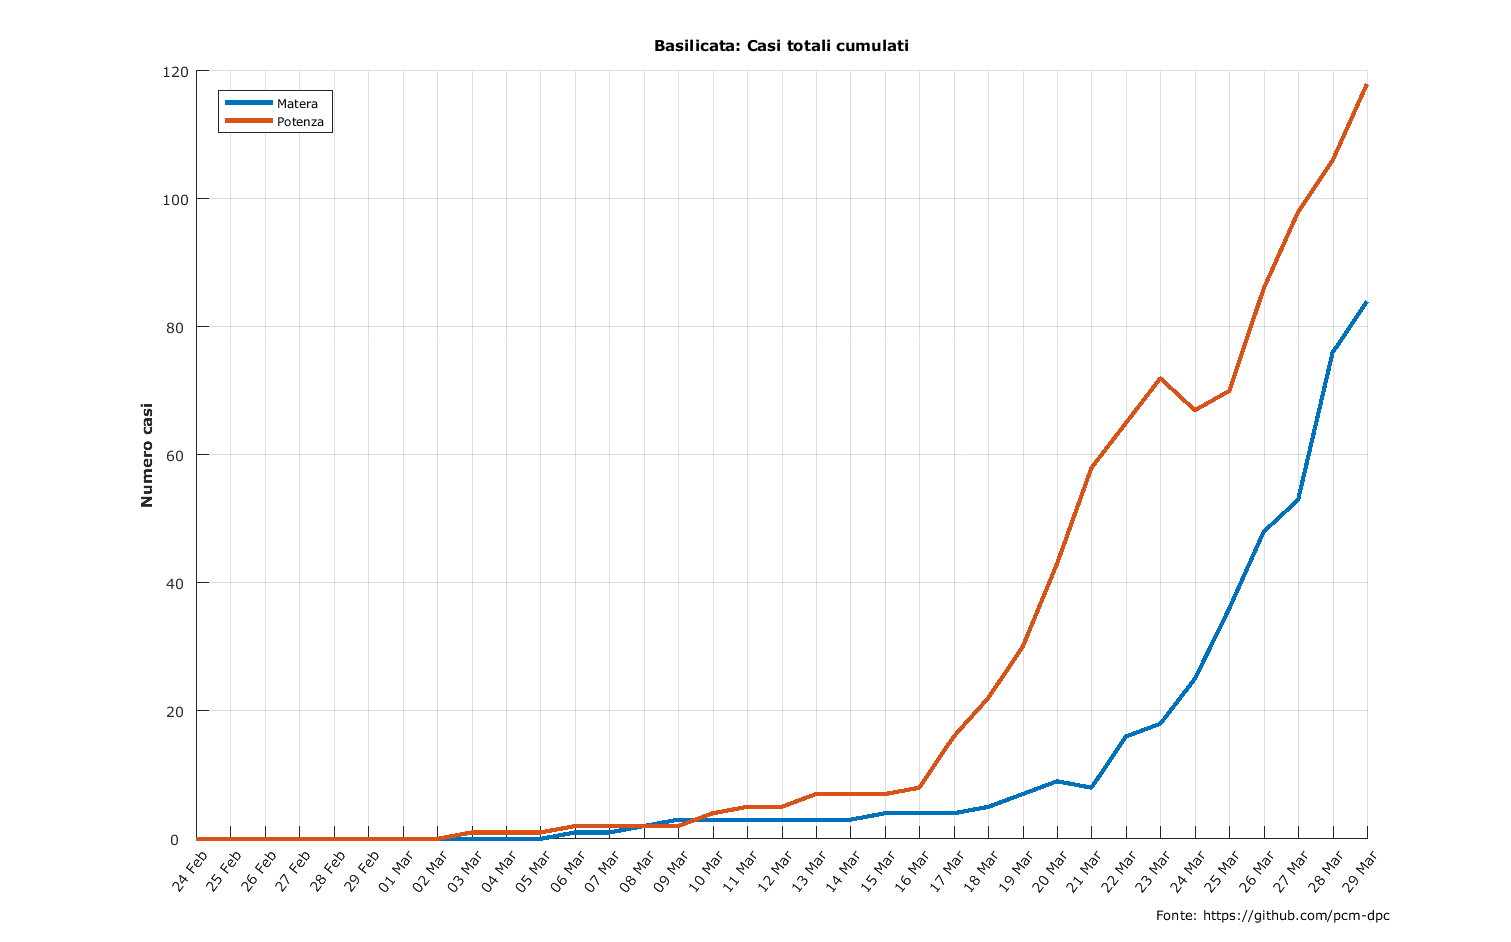 Basilicata: Casi totali cumulati
Matera
Potenza
Numero casi
120
100
80
60
40
20
0
24 Feb
25 Feb
26 Feb
27 Feb
28 Feb
29 Feb
01 Mar
02 Mar
03 Mar
04 Mar
05 Mar
06 Mar
07 Mar
08 Mar
09 Mar
10 Mar
11 Mar
12 Mar
13 Mar
14 Mar
15 Mar
16 Mar
17 Mar
18 Mar
19 Mar
20 Mar
21 Mar
22 Mar
23 Mar
24 Mar
25 Mar
26 Mar
27 Mar
28 Mar
29 Mar
Fonte: https://github.com/pcm-dpc